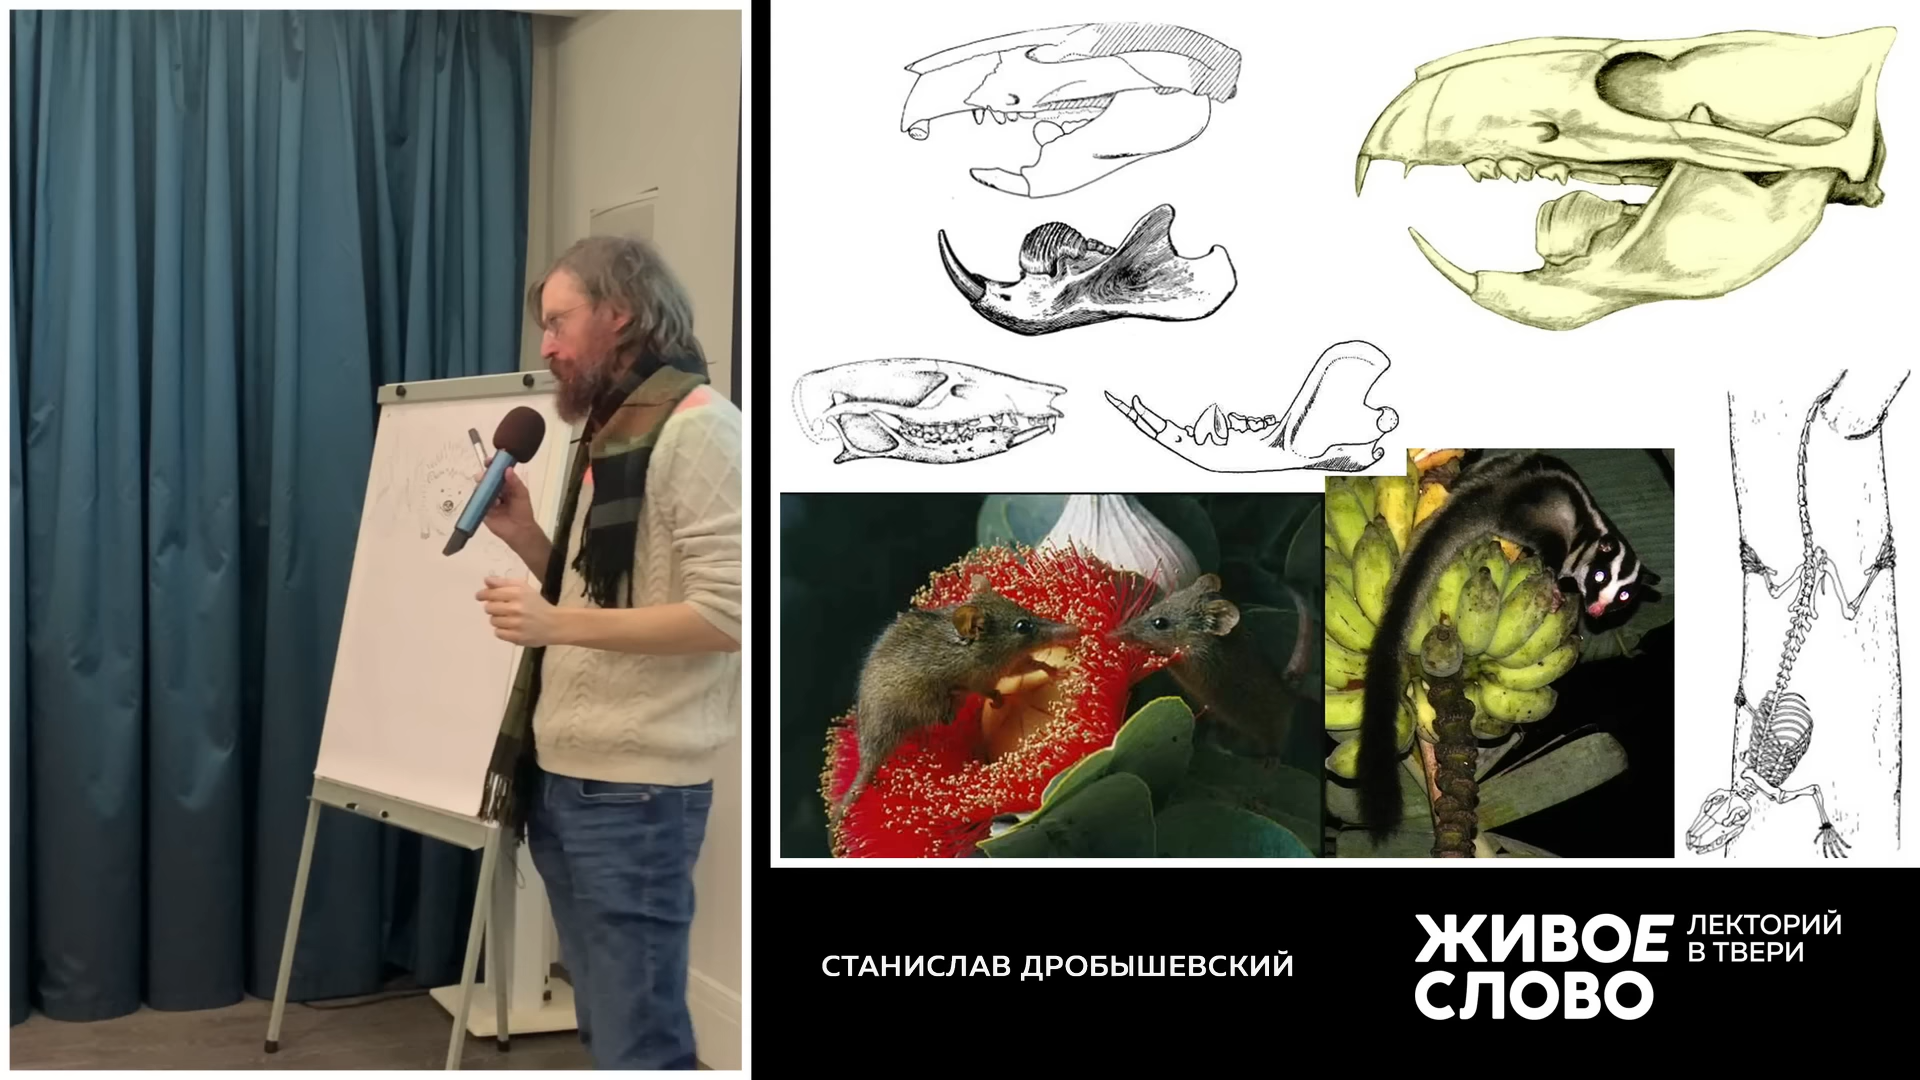 СТАНИСЛАВ ДРОБЫШЕВСКИЙ
ЖИВОЕ
СЛОВО
ЛЕКТОРИЙ
В ТВЕРИ